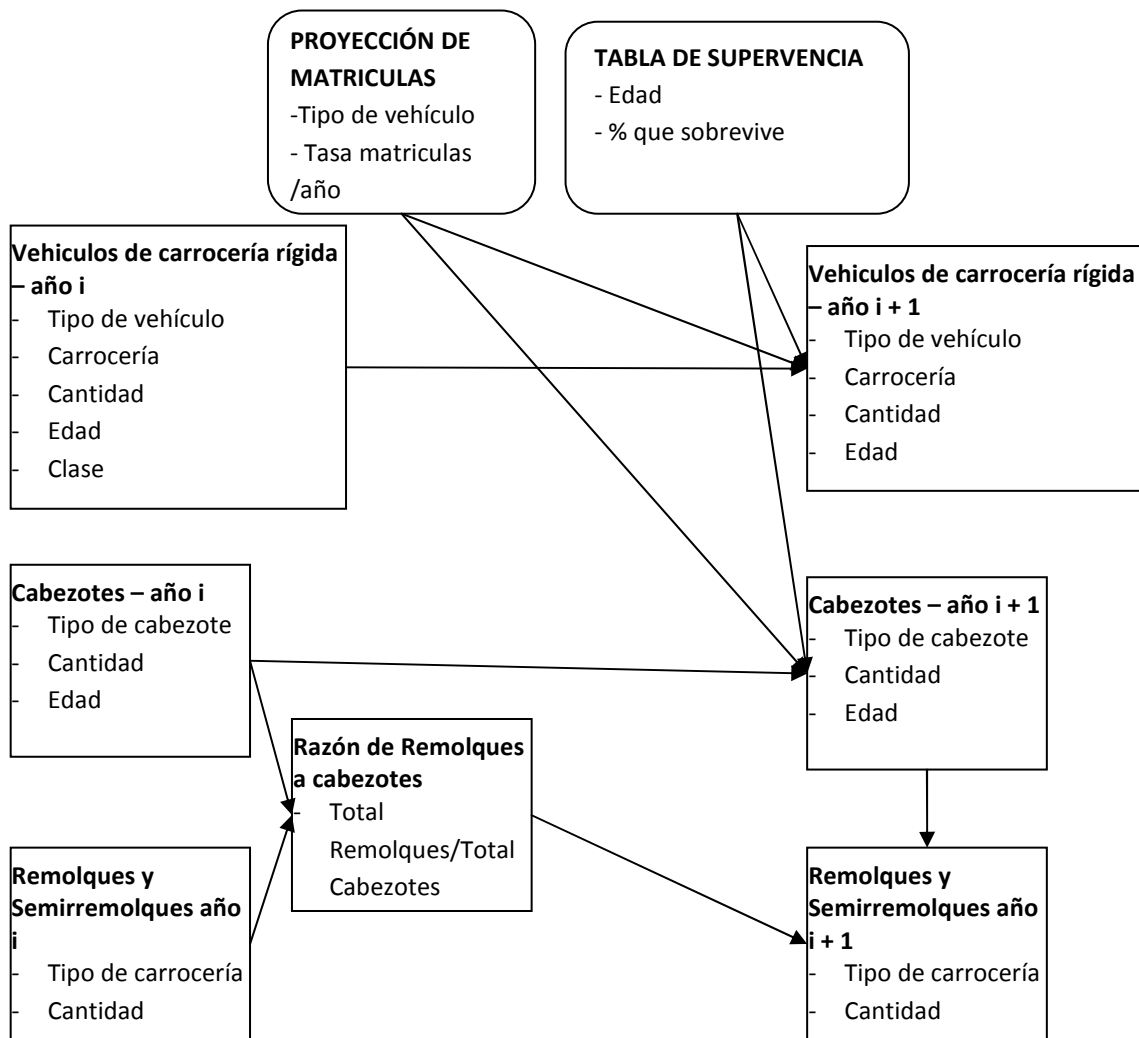 PROYECCIÓN DE
MATRICULAS
-Tipo de vehículo
- Tasa matriculas
/año
TABLA DE SUPERVENCIA
- Edad
- % que sobrevive
Vehiculos de carrocería rígida
– año i
- Tipo de vehículo
- Carrocería
- Cantidad
- Edad
- Clase
Vehiculos de carrocería rígida
– año i + 1
- Tipo de vehículo
- Carrocería
- Cantidad
- Edad
Cabezotes – año i
- Tipo de cabezote
- Cantidad
- Edad
Cabezotes – año i + 1
- Tipo de cabezote
- Cantidad
- Edad
Razón de Remolques
a cabezotes
- Total
Remolques/Total
Cabezotes
Remolques y
Semirremolques año
i
- Tipo de carrocería
- Cantidad
Remolques y
Semirremolques año
i + 1
- Tipo de carrocería
- Cantidad